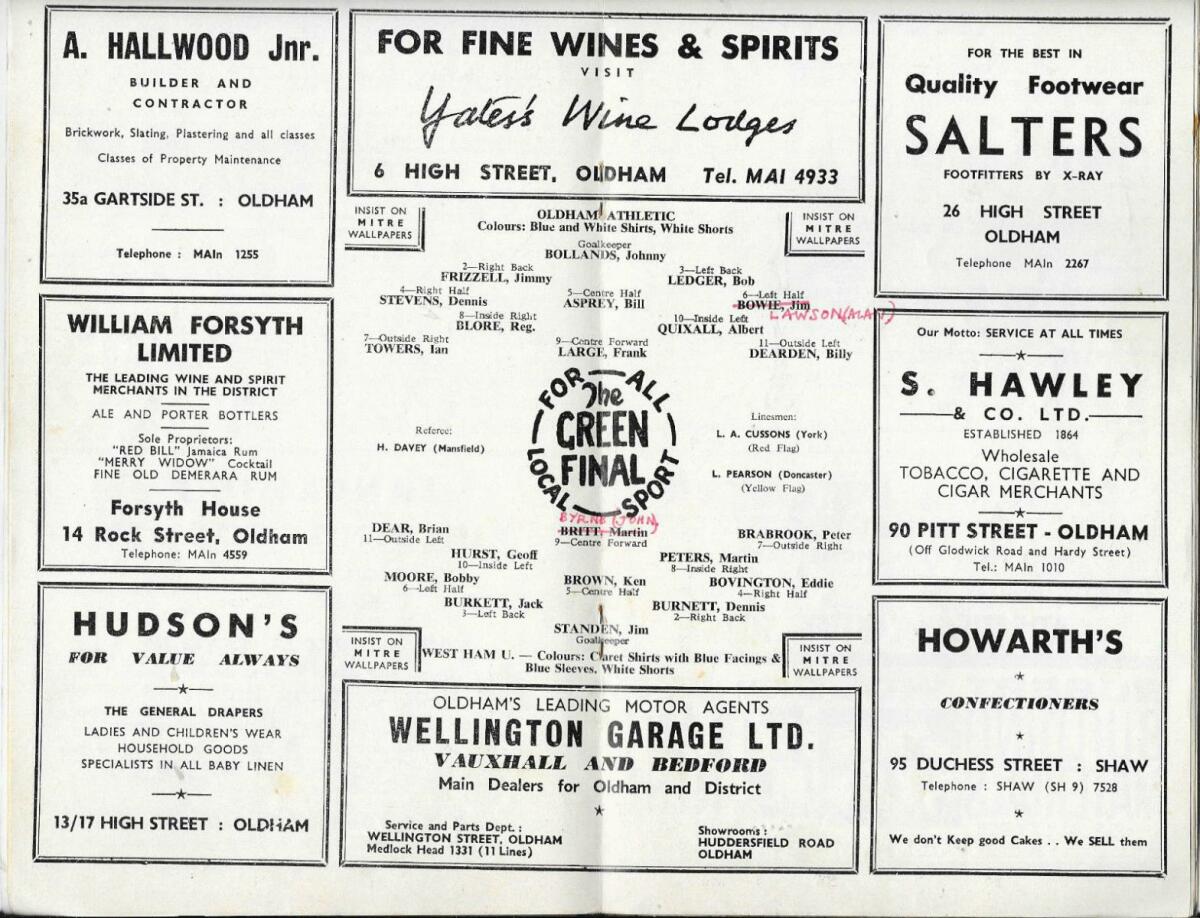 A. HALLWOOD Jnr.
BUILDER AND
CONTRACTOR
Brickwork, Slating, Plastering and all classes
Classes of Property Maintenance
35a GARTSIDE ST. : OLDHAM
Telephone : MAIn 1255
FOR FINE WINES & SPIRITS
VISIT
Yates's Wine Lodges
6 HIGH STREET, OLDHAM Tel. MAI 4933
FOR THE BEST IN
Quality Footwear
SALTERS
FOOTFITTERS BY X-RAY
26 HIGH STREET
OLDHAM
Telephone MAIn 2267
WILLIAM FORSYTH
LIMITED
THE LEADING WINE AND SPIRIT
MERCHANTS IN THE DISTRICT
ALE AND PORTER BOTTLERS
Sole Proprietors:
"RED BILL" Jamaica Rum
"MERRY WIDOW" Cocktail
FINE OLD DEMERARA RUM
Forsyth House
14 Rock Street, Oldham
Telephone: MAIn 4559
INSIST ON
MITRE
WALLPAPERS
OLDHAM ATHLETIC
Colours: Blue and White Shirts, White Shorts
INSIST ON
MITRE
WALLPAPERS
Goalkeeper
BOLLANDS, Johnny
2—Right Back
FRIZZELL, Jimmy
3—Left Back
LEDGER, Bob
4—Right Half
STEVENS, Dennis
5—Centre Half
ASPREY, Bill
6—Left Half
BOWIE, Jim
LAWSON (ALAN)
8—Inside Right
BLORE, Reg.
10—Inside Left
QUIXALL, Albert
7—Outside Right
TOWERS, Ian
9—Centre Forward
LARGE, Frank
11—Outside Left
DEARDEN, Billy
FOR ALL
The
GREEN
FINAL
LOCAL SPORT
Referee:
H. DAVEY (Mansfield)
Linesmen:
L. A. CUSSONS (York)
(Red Flag)
L. PEARSON (Doncaster)
(Yellow Flag)
DEAR, Brian
11—Outside Left
BYRNE (JOHN)
BRITT, Martin
9—Centre Forward
BRABROOK, Peter
7—Outside Right
HURST, Geoff
10—Inside Left
PETERS, Martin
8—Inside Right
MOORE, Bobby
6—Left Half
BROWN, Ken
5—Centre Half
BOVINGTON, Eddie
4—Right Half
BURKETT, Jack
3—Left Back
BURNETT, Dennis
2—Right Back
STANDEN, Jim
Goalkeeper
INSIST ON
MITRE
WALLPAPERS
WEST HAM U. — Colours: Claret Shirts with Blue Facings &
Blue Sleeves. White Shorts
INSIST ON
MITRE
WALLPAPERS
Our Motto: SERVICE AT ALL TIMES
S. HAWLEY
& CO. LTD.
ESTABLISHED 1864
Wholesale
TOBACCO, CIGARETTE AND
CIGAR MERCHANTS
90 PITT STREET - OLDHAM
(Off Glodwick Road and Hardy Street)
Tel.: MAIn 1010
HUDSON'S
FOR VALUE ALWAYS
THE GENERAL DRAPERS
LADIES AND CHILDREN'S WEAR
HOUSEHOLD GOODS
SPECIALISTS IN ALL BABY LINEN
13/17 HIGH STREET : OLDHAM
OLDHAM'S LEADING MOTOR AGENTS
WELLINGTON GARAGE LTD.
VAUXHALL AND BEDFORD
Main Dealers for Oldham and District
Service and Parts Dept.:
WELLINGTON STREET, OLDHAM
Medlock Head 1331 (11 Lines)
Showrooms:
HUDDERSFIELD ROAD
OLDHAM
HOWARTH'S
CONFECTIONERS
95 DUCHESS STREET : SHAW
Telephone : SHAW (SH 9) 7528
We don't Keep good Cakes . . We SELL them